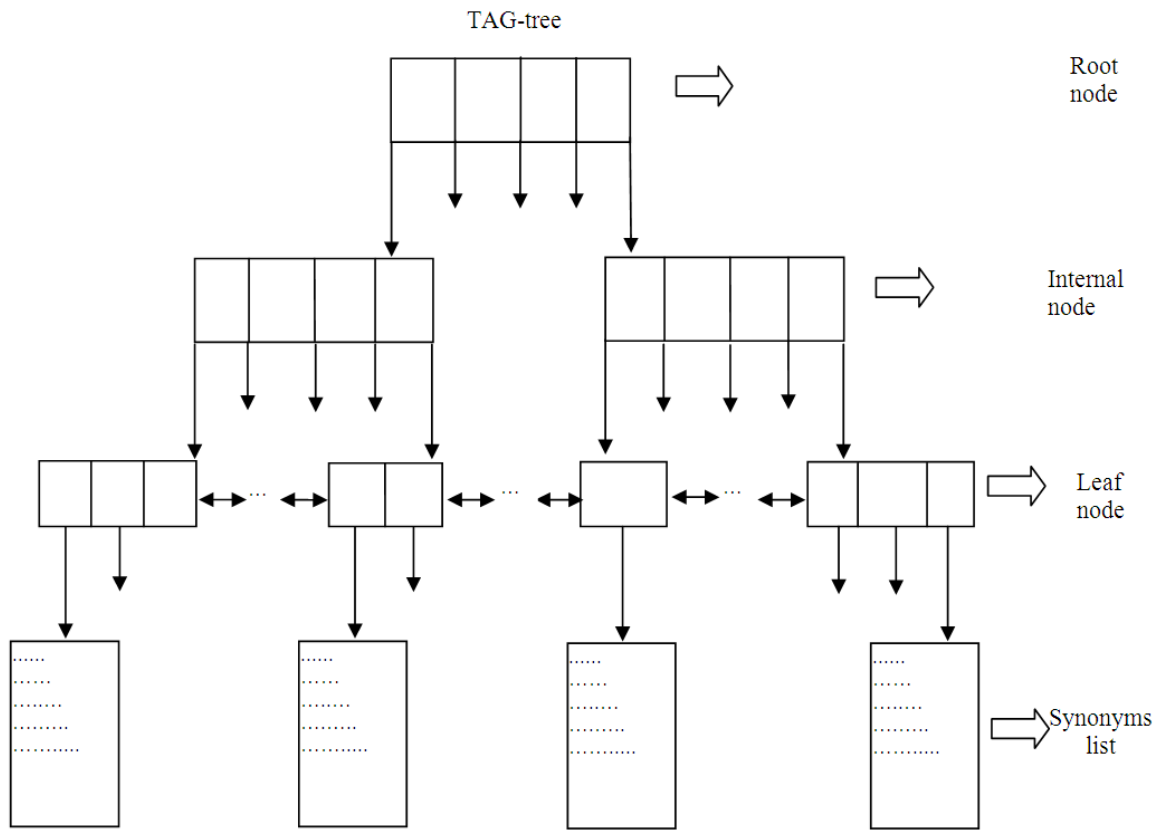 TAG-tree
Root
node
Internal
node
... ... ...
Leaf
node
...... ...... ...... ......
...... ...... ...... ......
........ ........ ........ ........
......... ......... ......... .........
........... ........... ........... ...........
Synonyms
list